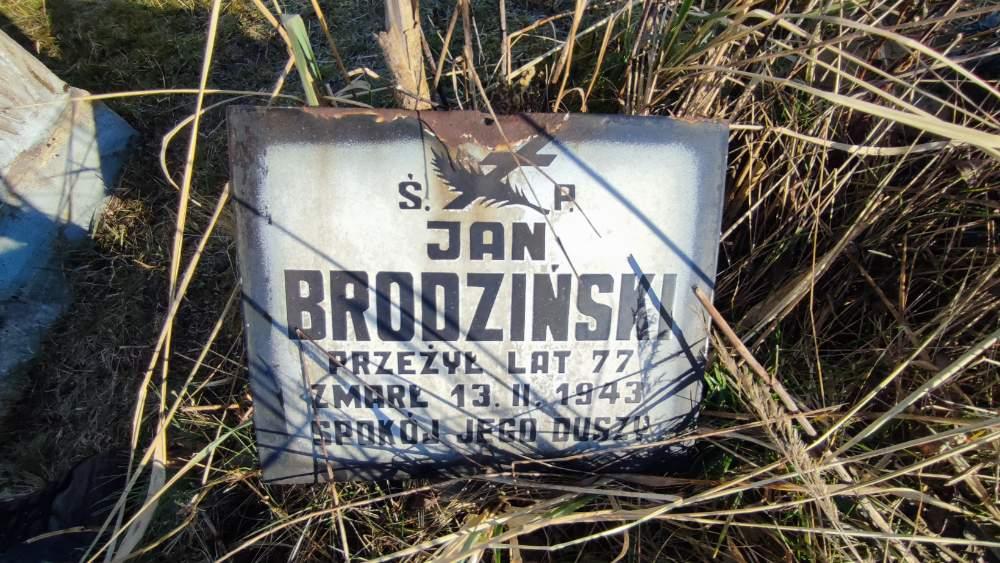 Ś. P.
JAN
BRODZIŃSKI
PRZEŻYŁ LAT 77
ZMARŁ 13. II. 1943
SPOKÓJ JEGO DUSZY